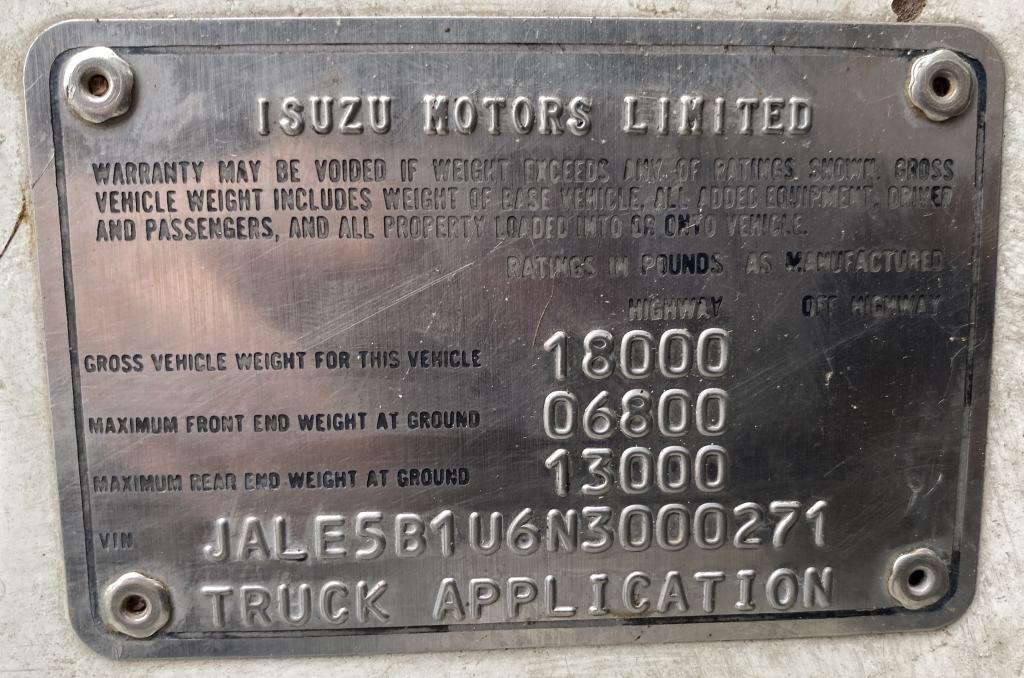 ISUZU MOTORS LIMITED
WARRANTY MAY BE VOIDED IF WEIGHT EXCEEDS ANY OF RATINGS SHOWN. GROSS
VEHICLE WEIGHT INCLUDES WEIGHT OF BASE VEHICLE, ALL ADDED EQUIPMENT, DRIVER
AND PASSENGERS, AND ALL PROPERTY LOADED INTO OR ONTO VEHICLE.
RATINGS IN POUNDS AS MANUFACTURED
HIGHWAY OFF HIGHWAY
GROSS VEHICLE WEIGHT FOR THIS VEHICLE 18000
MAXIMUM FRONT END WEIGHT AT GROUND 06800
MAXIMUM REAR END WEIGHT AT GROUND 13000
VIN JALE5B1U6N3000271
TRUCK APPLICATION